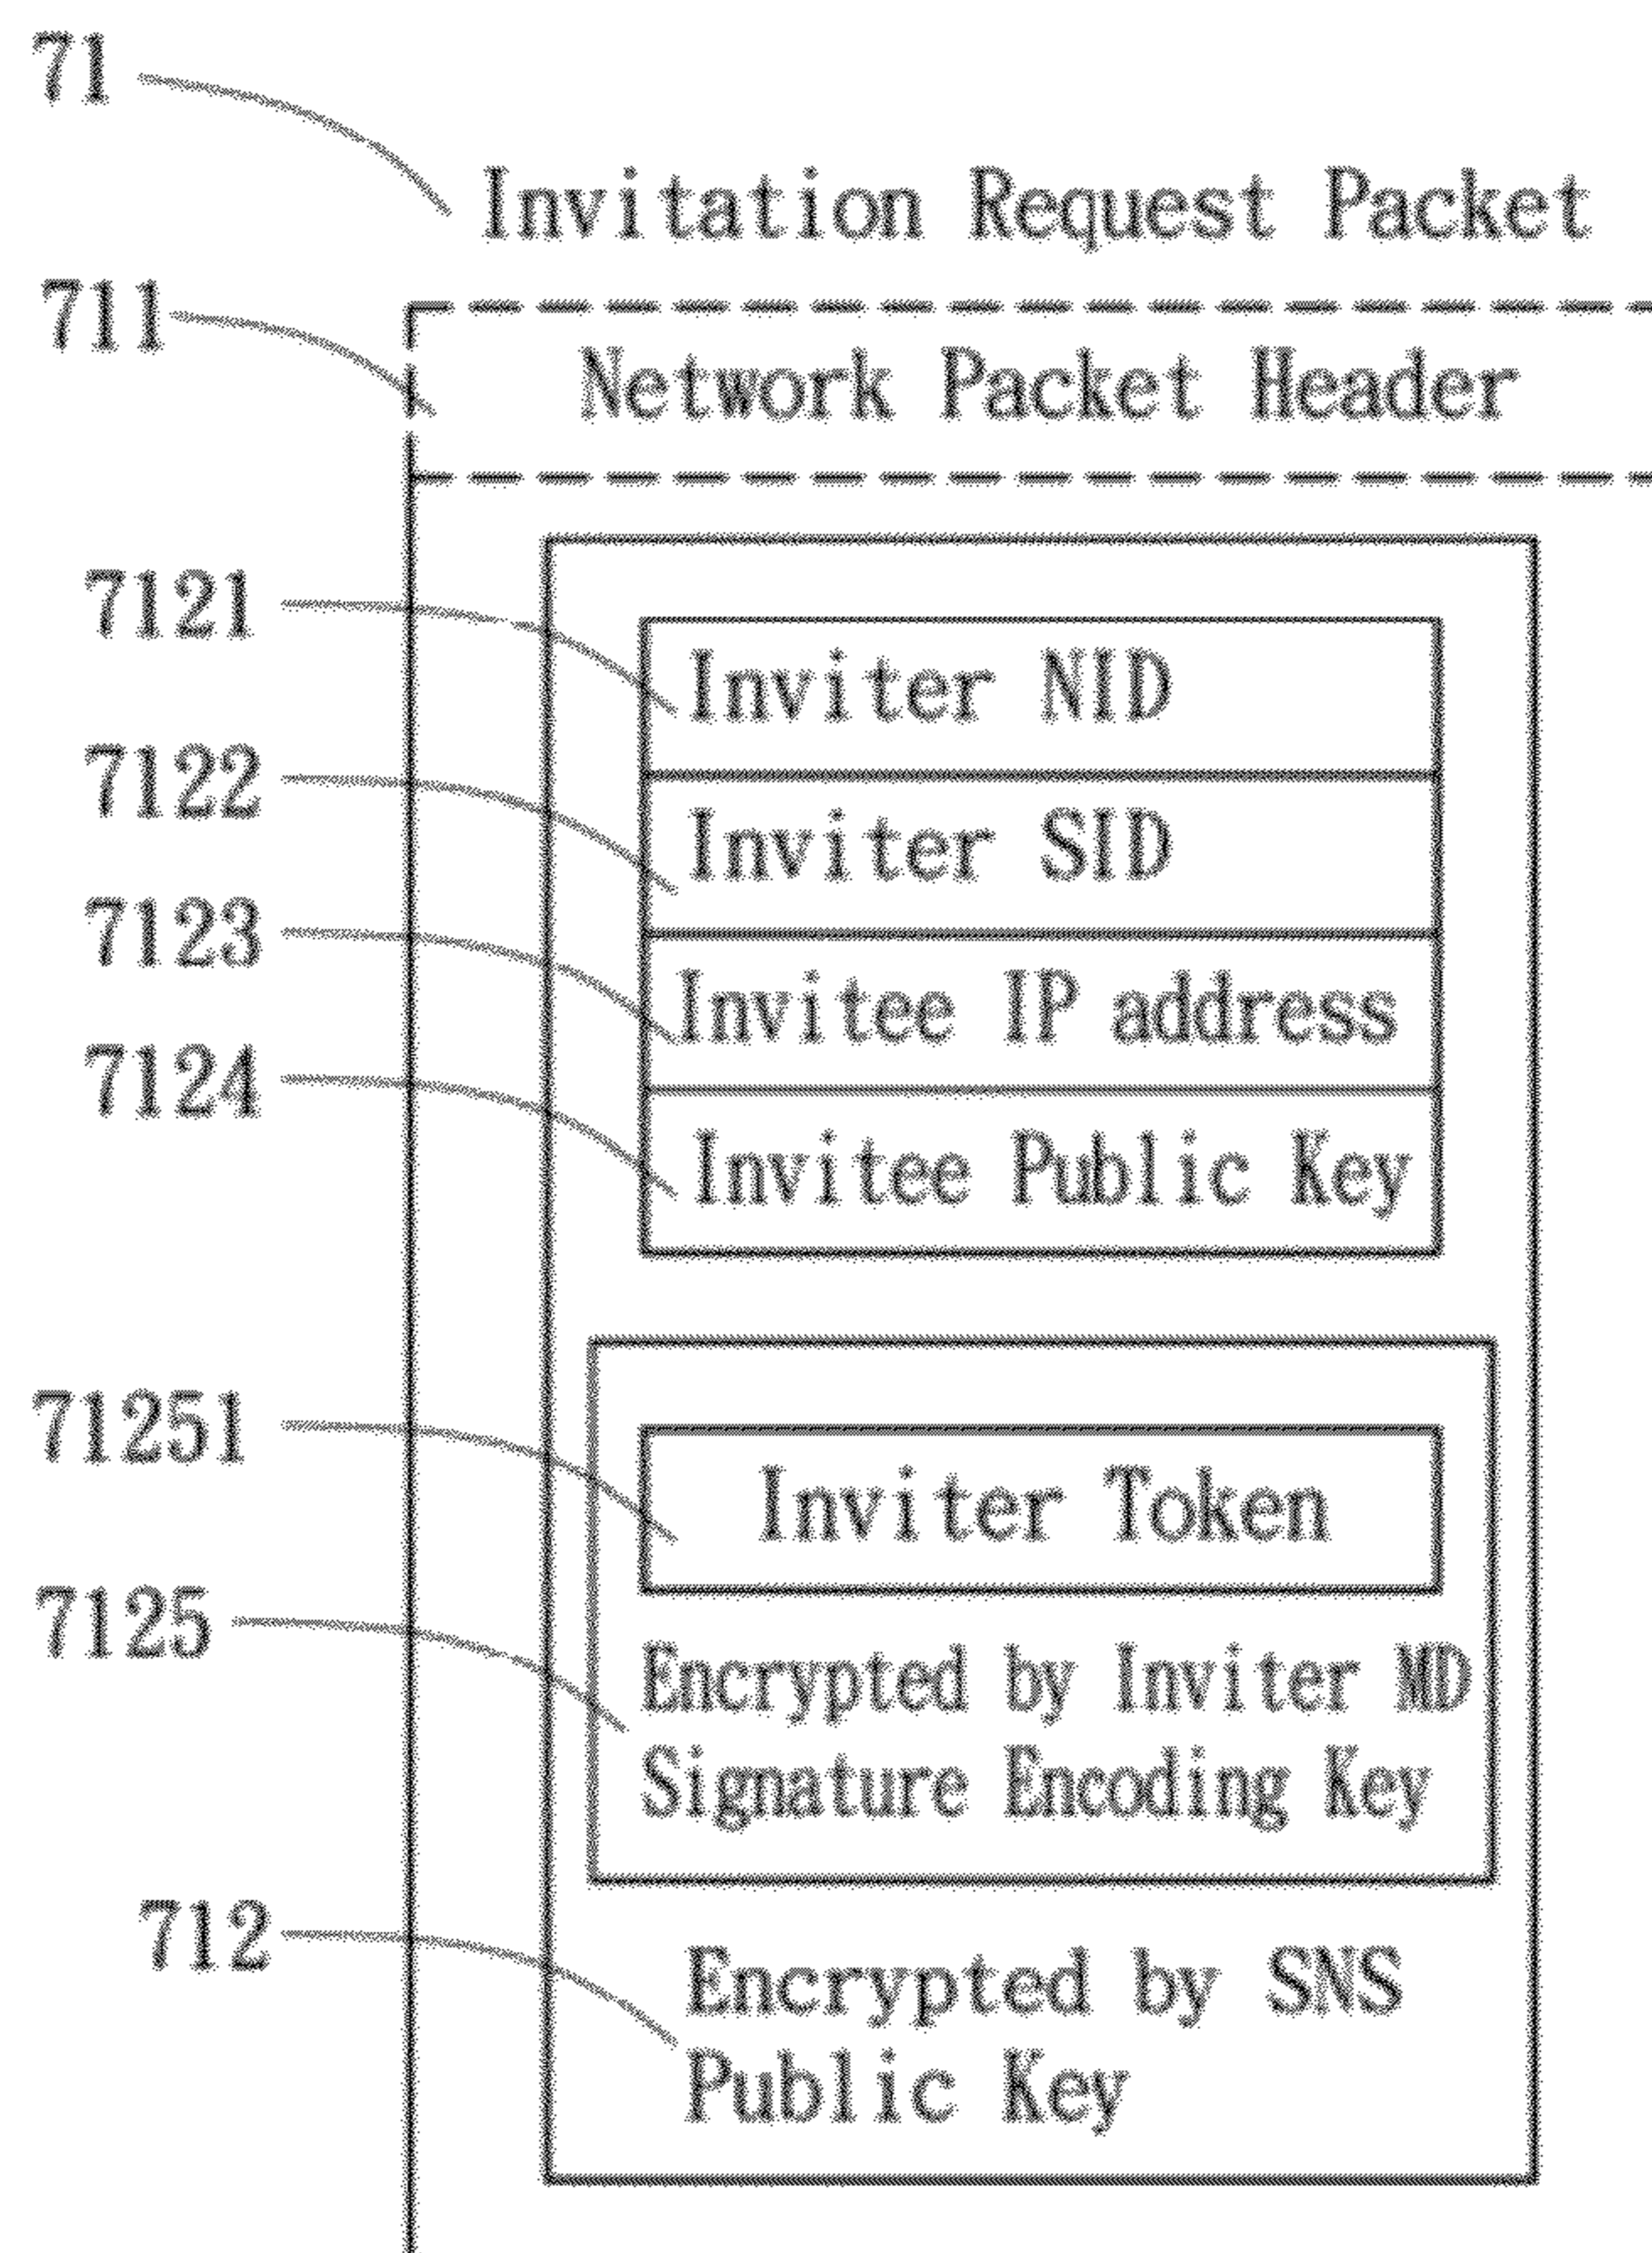 71
Invitation Request Packet
711
Network Packet Header
7121
Inviter NID
7122
Inviter SID
7123
Invitee IP address
7124
Invitee Public Key
71251
Inviter Token
7125
Encrypted by Inviter MD
Signature Encoding Key
712
Encrypted by SNS
Public Key